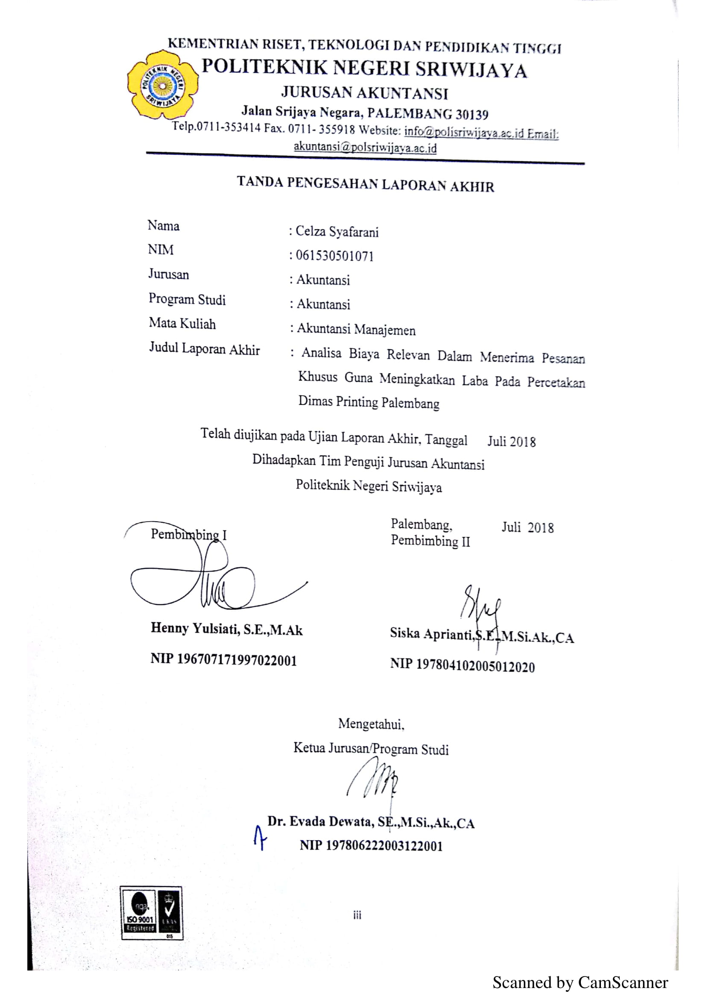 KEMENTRIAN RISET, TEKNOLOGI DAN PENDIDIKAN TINGGI
POLITEKNIK NEGERI SRIWIJAYA
JURUSAN AKUNTANSI
Jalan Srijaya Negara, PALEMBANG 30139
Telp.0711-353414 Fax. 0711- 355918 Website: info@polisriwijaya.ac.id Email:
akuntansi@polsriwijaya.ac.id
POLITEKNIK NEGERI
SRIWIJAYA
TANDA PENGESAHAN LAPORAN AKHIR
Nama : Celza Syafarani
NIM : 061530501071
Jurusan : Akuntansi
Program Studi : Akuntansi
Mata Kuliah : Akuntansi Manajemen
Judul Laporan Akhir : Analisa Biaya Relevan Dalam Menerima Pesanan
Khusus Guna Meningkatkan Laba Pada Percetakan
Dimas Printing Palembang
Telah diujikan pada Ujian Laporan Akhir, Tanggal Juli 2018
Dihadapkan Tim Penguji Jurusan Akuntansi
Politeknik Negeri Sriwijaya
Palembang, Juli 2018
Pembimbing I Pembimbing II
Henny Yulsiati, S.E.,M.Ak Siska Aprianti,S.E.,M.Si.Ak.,CA
NIP 196707171997022001 NIP 197804102005012020
Mengetahui,
Ketua Jurusan/Program Studi
Dr. Evada Dewata, SE.,M.Si.,Ak.,CA
NIP 197806222003122001
nqa.
ISO 9001
Registered
UKAS
015
iii
Scanned by CamScanner